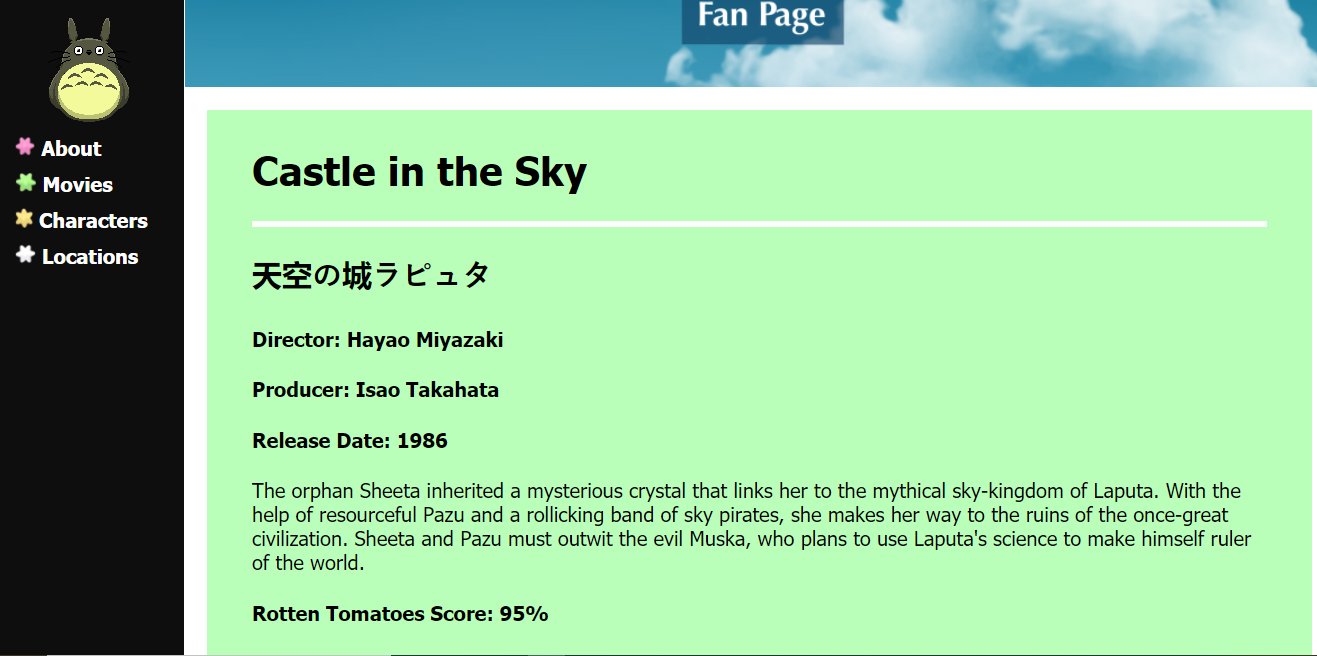 Fan Page
About
Movies
Characters
Locations
Castle in the Sky
天空の城ラピュタ
Director: Hayao Miyazaki
Producer: Isao Takahata
Release Date: 1986
The orphan Sheeta inherited a mysterious crystal that links her to the mythical sky-kingdom of Laputa. With the
help of resourceful Pazu and a rollicking band of sky pirates, she makes her way to the ruins of the once-great
civilization. Sheeta and Pazu must outwit the evil Muska, who plans to use Laputa's science to make himself ruler
of the world.
Rotten Tomatoes Score: 95%